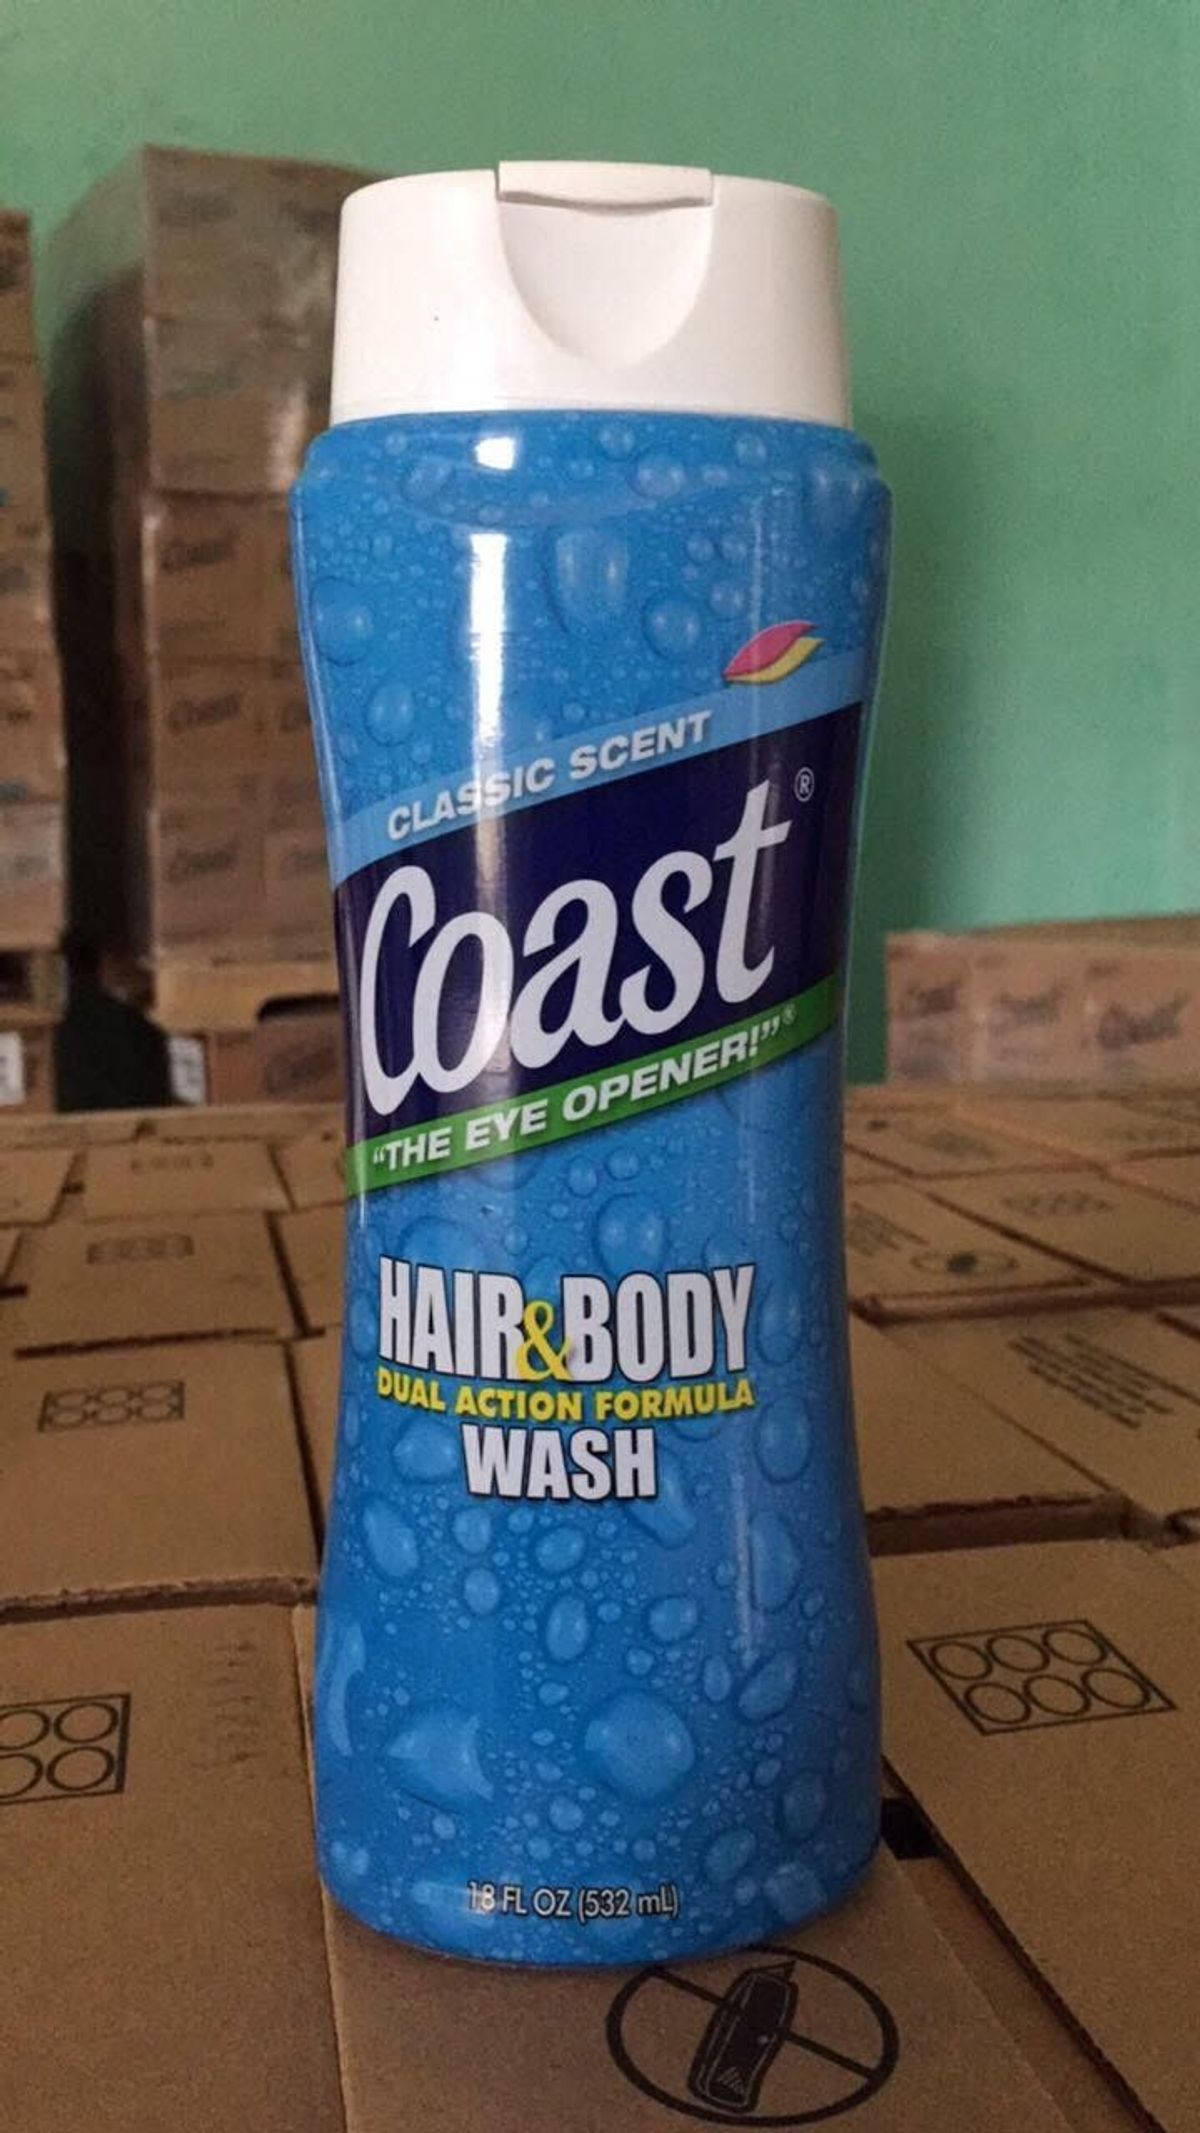 CLASSIC SCENT
Coast®
“THE EYE OPENER!”®
HAIR & BODY
DUAL ACTION FORMULA
WASH
18 FL OZ (532 mL)